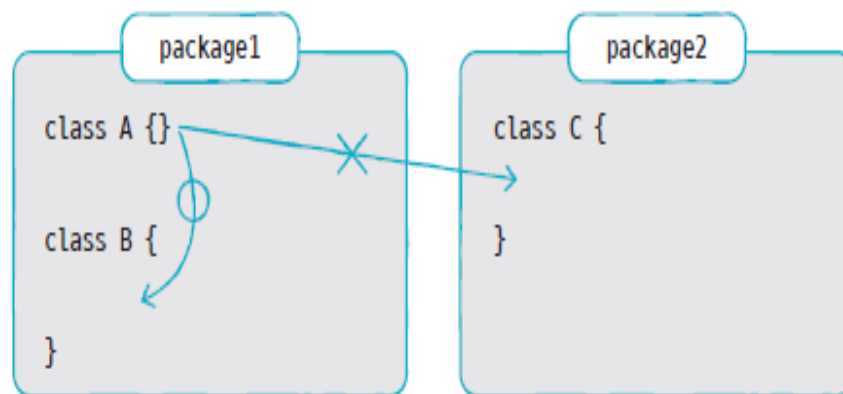 package1
class A {}
class B {
}
package2
class C {
}